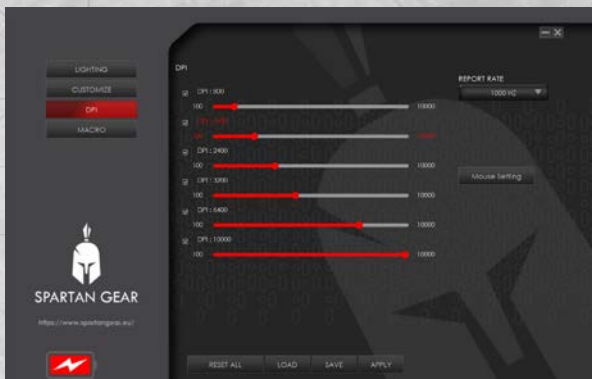 LIGHTING
CUSTOMIZE
DPI
MACRO
SPARTAN GEAR
https://www.spartangear.eu/
DPI
DPI : 800
100 10000
DPI : 2400
100 10000
DPI : 3200
100 10000
DPI : 6400
100 10000
DPI : 10000
100 10000
REPORT RATE
1000 HZ
Mouse Setting
RESET ALL LOAD SAVE APPLY